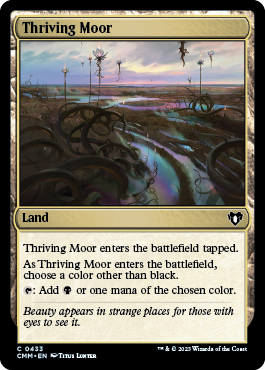 Thriving Moor
Land
Thriving Moor enters the battlefield tapped.
As Thriving Moor enters the battlefield,
choose a color other than black.
: Add or one mana of the chosen color.
Beauty appears in strange places for those with
eyes to see it.
C 0433
CMM • EN Titus Lunter
™ & © 2023 Wizards of the Coast